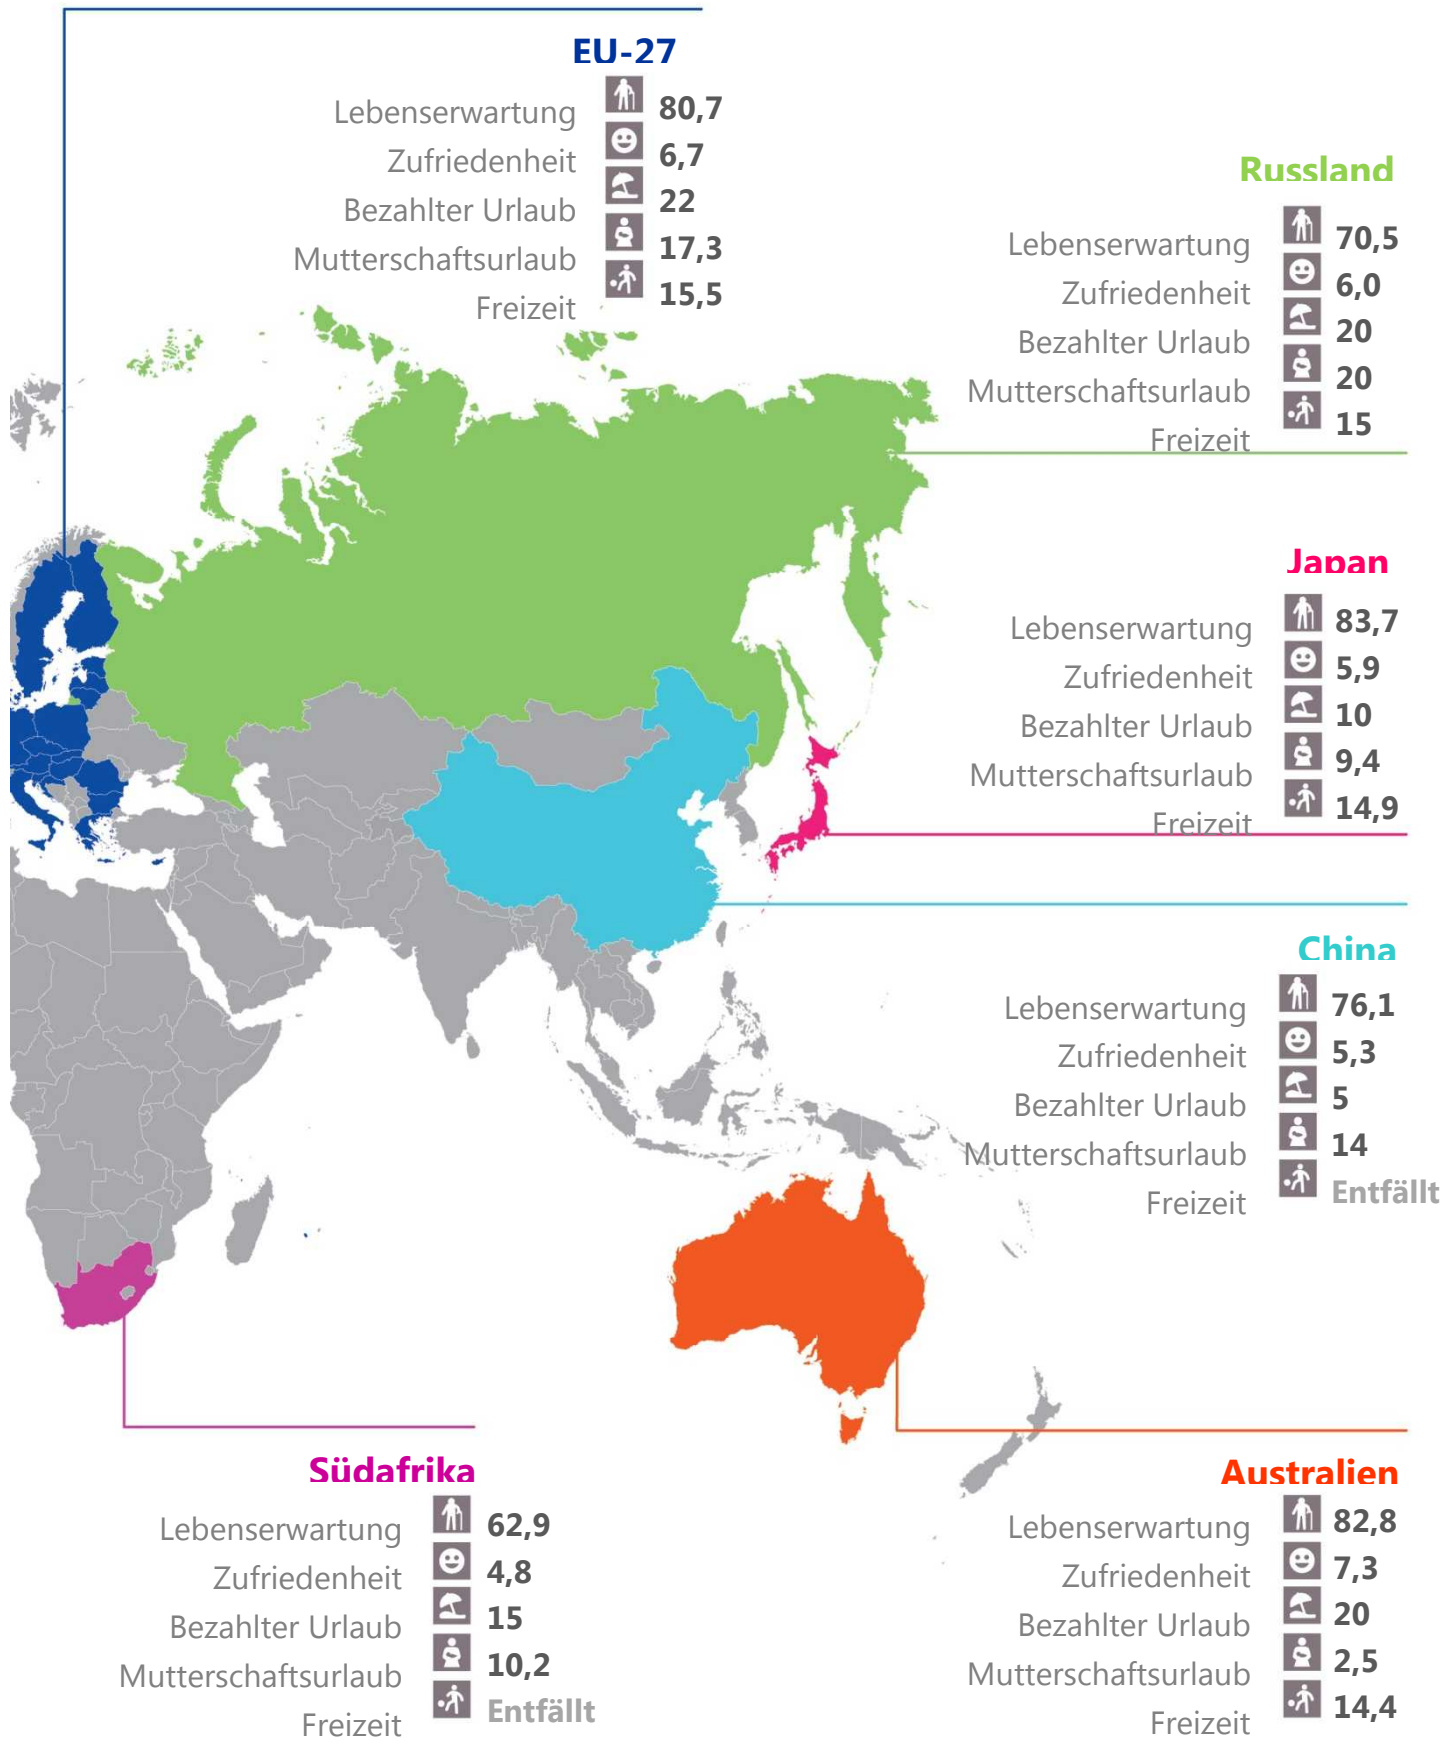 EU-27
Lebenserwartung 80,7
Zufriedenheit 6,7
Bezahlter Urlaub 22
Mutterschaftsurlaub 17,3
Freizeit 15,5
Russland
Lebenserwartung 70,5
Zufriedenheit 6,0
Bezahlter Urlaub 20
Mutterschaftsurlaub 20
Freizeit 15
Japan
Lebenserwartung 83,7
Zufriedenheit 5,9
Bezahlter Urlaub 10
Mutterschaftsurlaub 9,4
Freizeit 14,9
China
Lebenserwartung 76,1
Zufriedenheit 5,3
Bezahlter Urlaub 5
Mutterschaftsurlaub 14
Freizeit Entfällt
Südafrika
Lebenserwartung 62,9
Zufriedenheit 4,8
Bezahlter Urlaub 15
Mutterschaftsurlaub 10,2
Freizeit Entfällt
Australien
Lebenserwartung 82,8
Zufriedenheit 7,3
Bezahlter Urlaub 20
Mutterschaftsurlaub 2,5
Freizeit 14,4